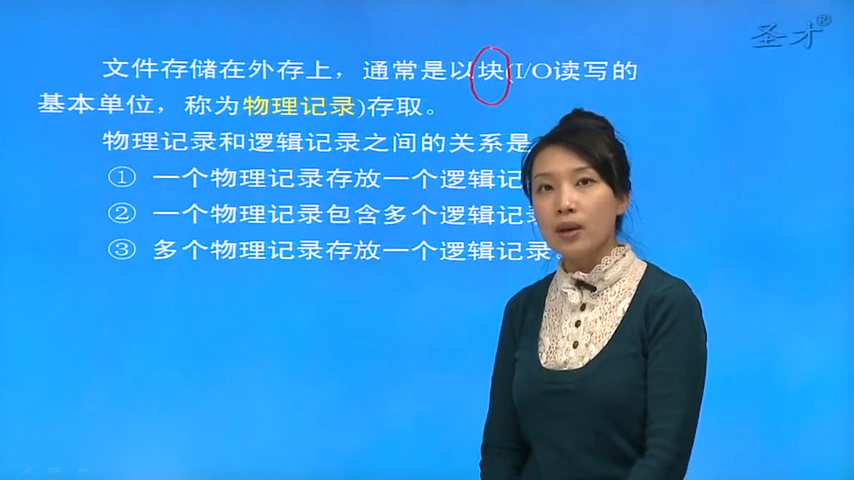 圣才®
文件存储在外存上，通常是以块(I/O读写的
基本单位，称为物理记录)存取。
物理记录和逻辑记录之间的关系是
① 一个物理记录存放一个逻辑记
② 一个物理记录包含多个逻辑记录
③ 多个物理记录存放一个逻辑记录。